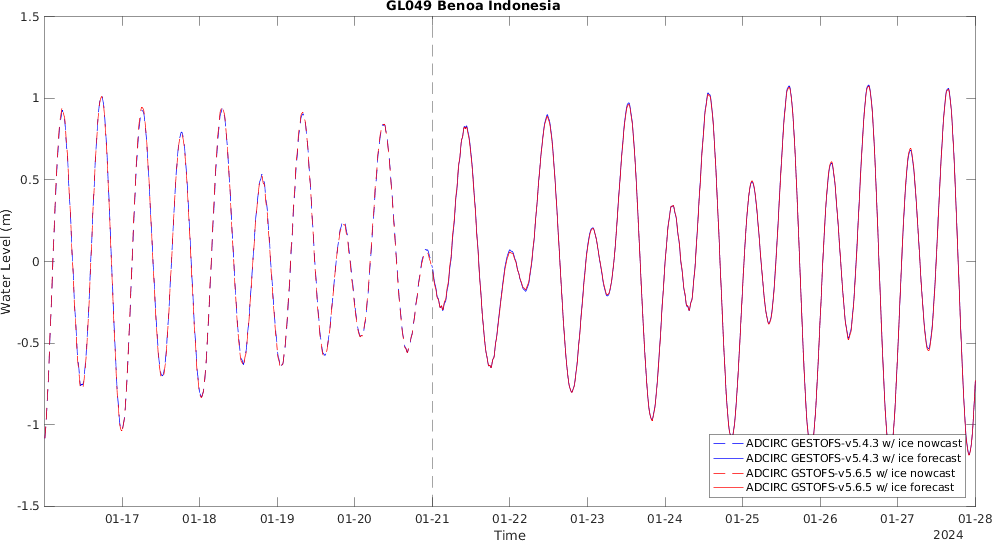 GL049 Benoa Indonesia
1.5
1
0.5
0
-0.5
-1
-1.5
Water Level (m)
ADCIRC GESTOFS-v5.4.3 w/ ice nowcast
ADCIRC GESTOFS-v5.4.3 w/ ice forecast
ADCIRC GSTOFS-v5.6.5 w/ ice nowcast
ADCIRC GSTOFS-v5.6.5 w/ ice forecast
01-17 01-18 01-19 01-20 01-21 01-22 01-23 01-24 01-25 01-26 01-27 01-28
Time
2024